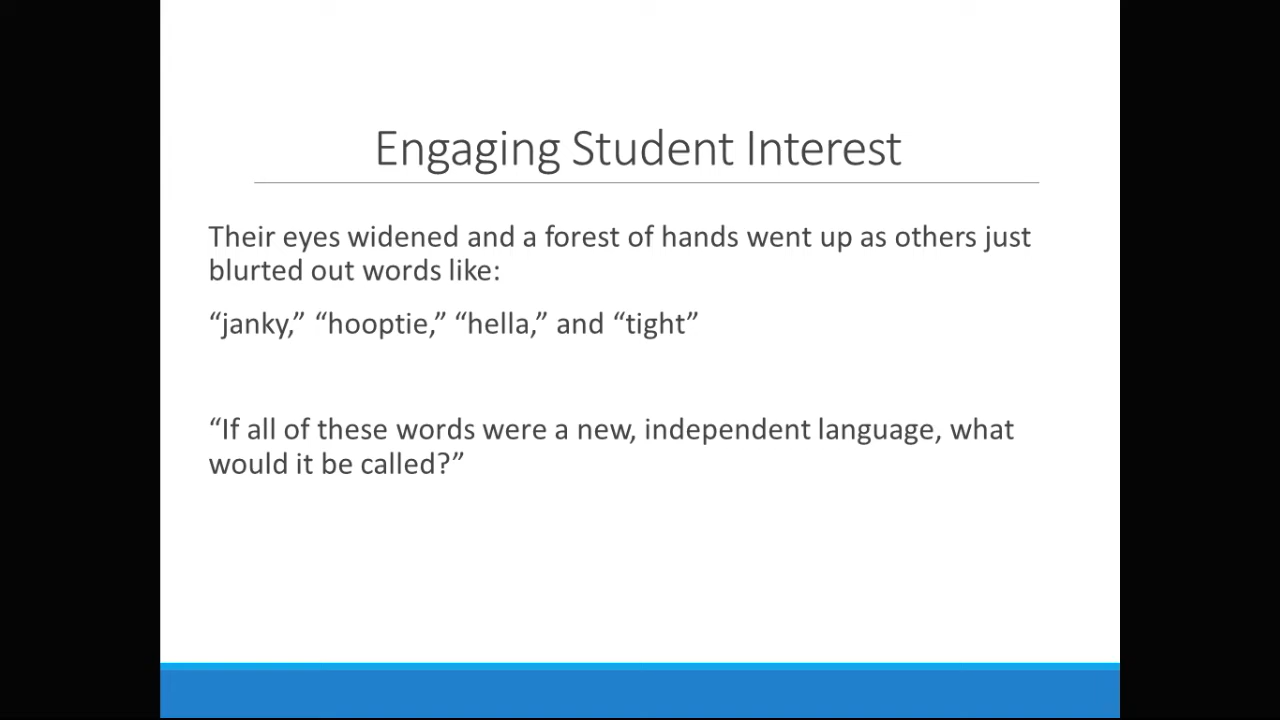 Engaging Student Interest
Their eyes widened and a forest of hands went up as others just
blurted out words like:
“janky,” “hooptie,” “hella,” and “tight”
“If all of these words were a new, independent language, what
would it be called?”